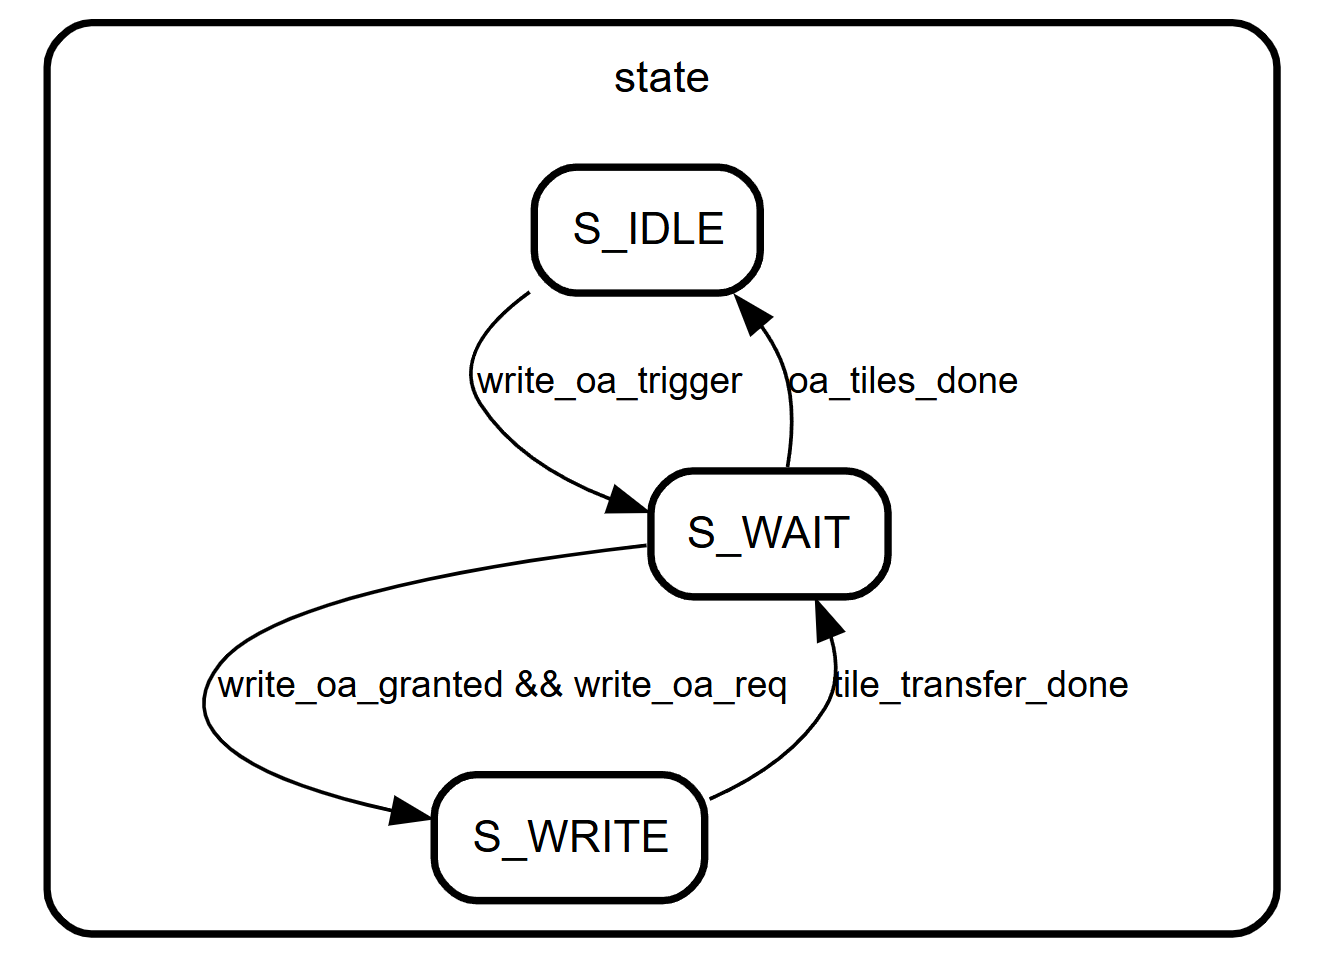 state
S_IDLE
write_oa_trigger
oa_tiles_done
S_WAIT
write_oa_granted && write_oa_req
tile_transfer_done
S_WRITE